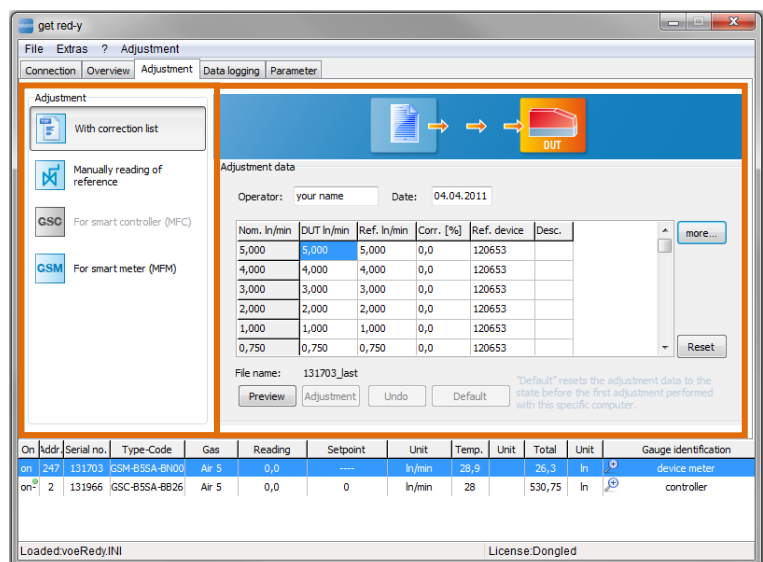 get red-y
File Extras ? Adjustment
Connection Overview Adjustment Data logging Parameter
Adjustment
With correction list
Manually reading of
reference
GSC For smart controller (MFC)
GSM For smart meter (MFM)
DUT
Adjustment data
Operator: your name Date: 04.04.2011
Nom. ln/min DUT ln/min Ref. ln/min Corr. [%] Ref. device Desc. more...
5,000 5,000 5,000 0,0 120653
4,000 4,000 4,000 0,0 120653
3,000 3,000 3,000 0,0 120653
2,000 2,000 2,000 0,0 120653
1,000 1,000 1,000 0,0 120653
0,750 0,750 0,750 0,0 120653 Reset
File name: 131703_last
Preview Adjustment Undo Default
"Default" resets the adjustment data to the
state before the first adjustment performed
with this specific computer.
On Addr. Serial no. Type-Code Gas Reading Setpoint Unit Temp. Unit Total Unit Gauge identification
on 247 131703 GSM-B5SA-BN00 Air 5 0,0 ---- ln/min 28,9 26,3 ln device meter
on- 2 131966 GSC-B5SA-BB26 Air 5 0,0 0 ln/min 28 530,75 ln controller
Loaded:voeRedy.INI License:Dongled